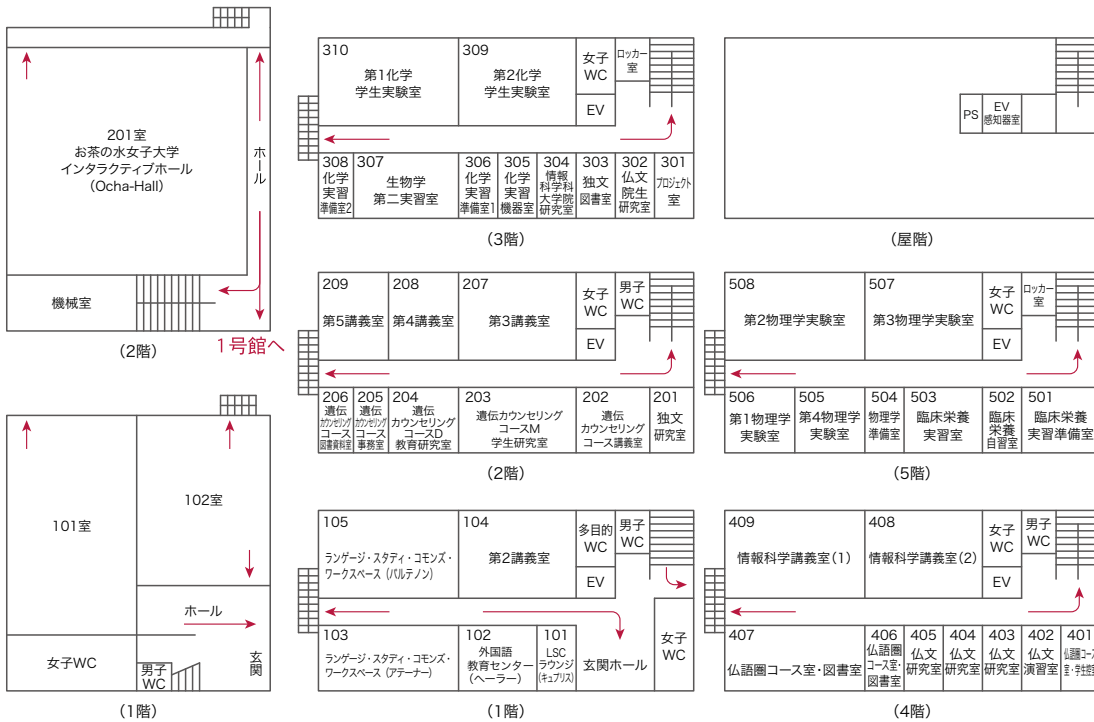 201室
お茶の水女子大学
インタラクティブホール
(Ocha-Hall)
ホール
機械室
(2階)
1号館へ
101室
102室
ホール
女子WC
男子
WC
玄関
(1階)
310
第1化学
学生実験室
309
第2化学
学生実験室
女子
WC
ロッカー
室
EV
308
化学
実習
準備室2
307
生物学
第二実習室
306
化学
実習
準備室1
305
化学
実習
機器室
304
情報
科学科
大学院
研究室
303
独文
図書室
302
仏文
院生
研究室
301
プロジェクト
室
(3階)
209
第5講義室
208
第4講義室
207
第3講義室
女子
WC
男子
WC
EV
206
遺伝
カウンセリング
コース
図書資料室
205
遺伝
カウンセリング
コース
事務室
204
遺伝
カウンセリング
コースD
教育研究室
203
遺伝カウンセリング
コースM
学生研究室
202
遺伝
カウンセリング
コース講義室
201
独文
研究室
(2階)
105
ランゲージ・スタディ・コモンズ・
ワークスペース(パルテノン)
104
第2講義室
多目的
WC
男子
WC
EV
103
ランゲージ・スタディ・コモンズ・
ワークスペース(アテーナー)
102
外国語
教育センター
(ヘーラー)
101
LSC
ラウンジ
(キュプリス)
玄関ホール
女子
WC
(1階)
PS
EV
感知器室
(屋階)
508
第2物理学実験室
507
第3物理学実験室
女子
WC
ロッカー
室
EV
506
第1物理学
実験室
505
第4物理学
実験室
504
物理学
準備室
503
臨床栄養
実習室
502
臨床
栄養
自習室
501
臨床栄養
実習準備室
(5階)
409
情報科学講義室(1)
408
情報科学講義室(2)
女子
WC
男子
WC
EV
407
仏語圏コース室・図書室
406
仏語圏
コース室・
図書室
405
仏文
研究室
404
仏文
研究室
403
仏文
研究室
402
仏文
演習室
401
仏語圏コース
室・学生控室
(4階)